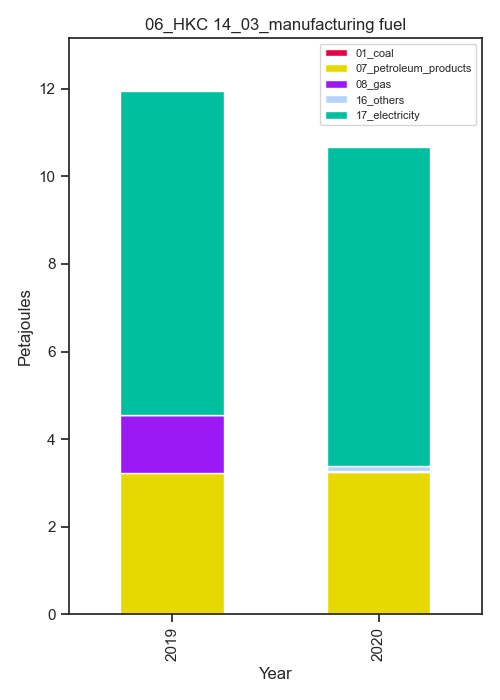 06_HKC 14_03_manufacturing fuel
01_coal
07_petroleum_products
08_gas
16_others
17_electricity
Petajoules
12
10
8
6
4
2
0
2019
2020
Year